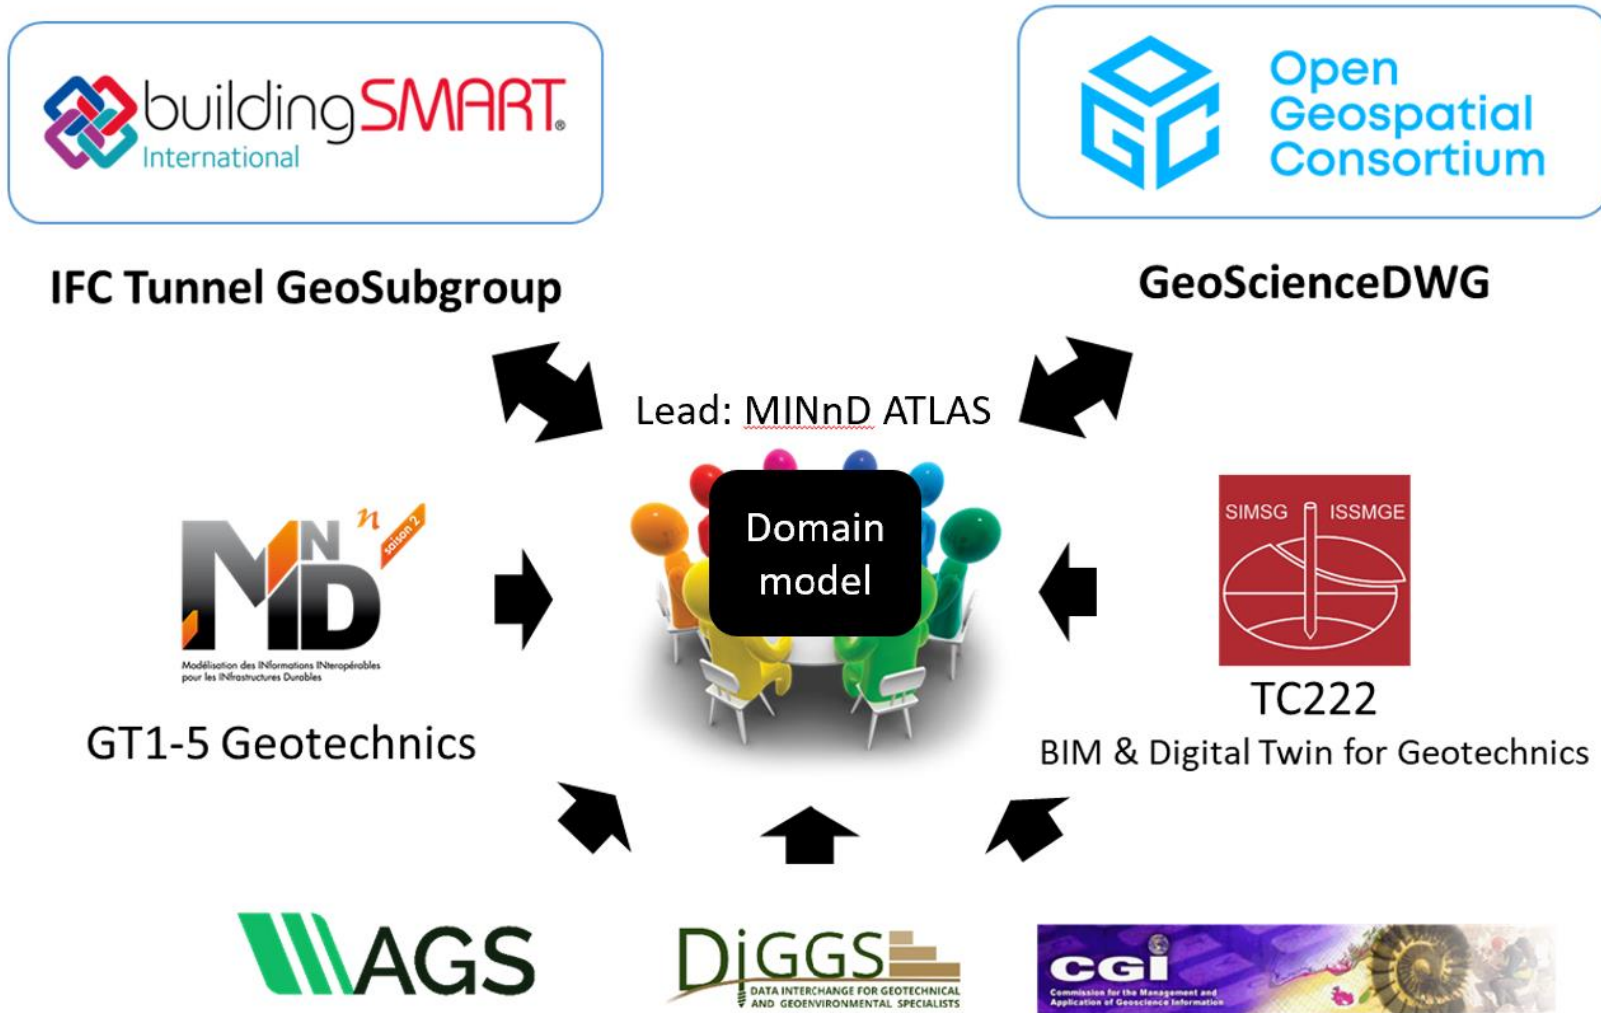 buildingSMART®
International
Open
Geospatial
Consortium
IFC Tunnel GeoSubgroup
GeoScienceDWG
Lead: MINnD ATLAS
Domain
model
MINnD
saison 2
Modélisation des INformations INteropérables
pour les INfrastructures Durables
GT1-5 Geotechnics
SIMSG ISSMGE
TC222
BIM & Digital Twin for Geotechnics
AGS
DiGGS
DATA INTERCHANGE FOR GEOTECHNICAL
AND GEOENVIRONMENTAL SPECIALISTS
CGI
Commission for the Management and
Application of Geoscience Information
OGC